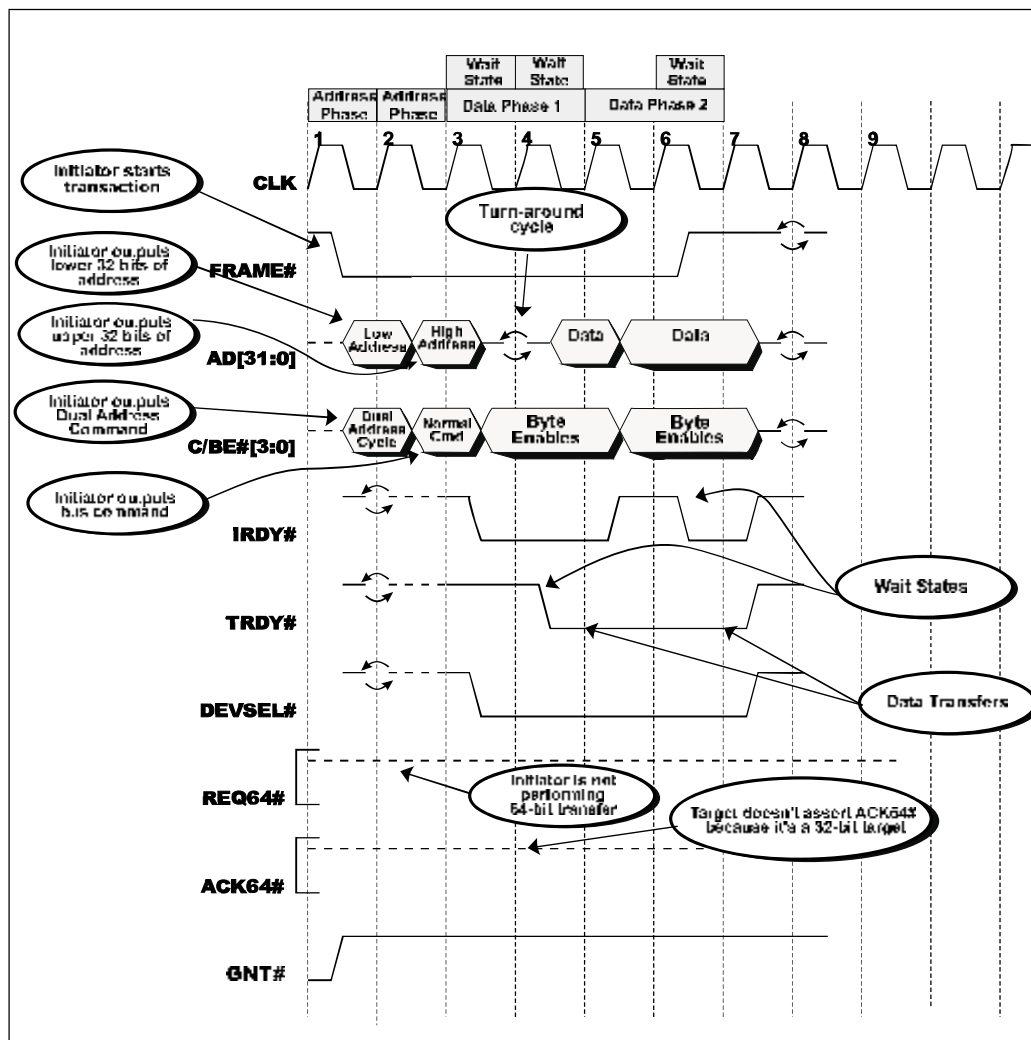 Wait
State
Wait
State
Wait
State
Address
Phase
Address
Phase
Data Phase 1
Data Phase 2
1
2
3
4
5
6
7
8
9
CLK
Initiator starts
transaction
Turn-around
cycle
FRAME#
Initiator outputs
lower 32 bits of
address
Initiator outputs
upper 32 bits of
address
AD[31:0]
Low
Address
High
Address
Data
Data
Initiator outputs
Dual Address
Command
C/BE#[3:0]
Dual
Address
Cycle
Normal
Cmd
Byte
Enables
Byte
Enables
Initiator outputs
bus command
IRDY#
Wait States
TRDY#
Data Transfers
DEVSEL#
REQ64#
Initiator is not
performing
64-bit transfer
Target doesn't assert ACK64#
because it's a 32-bit target
ACK64#
GNT#